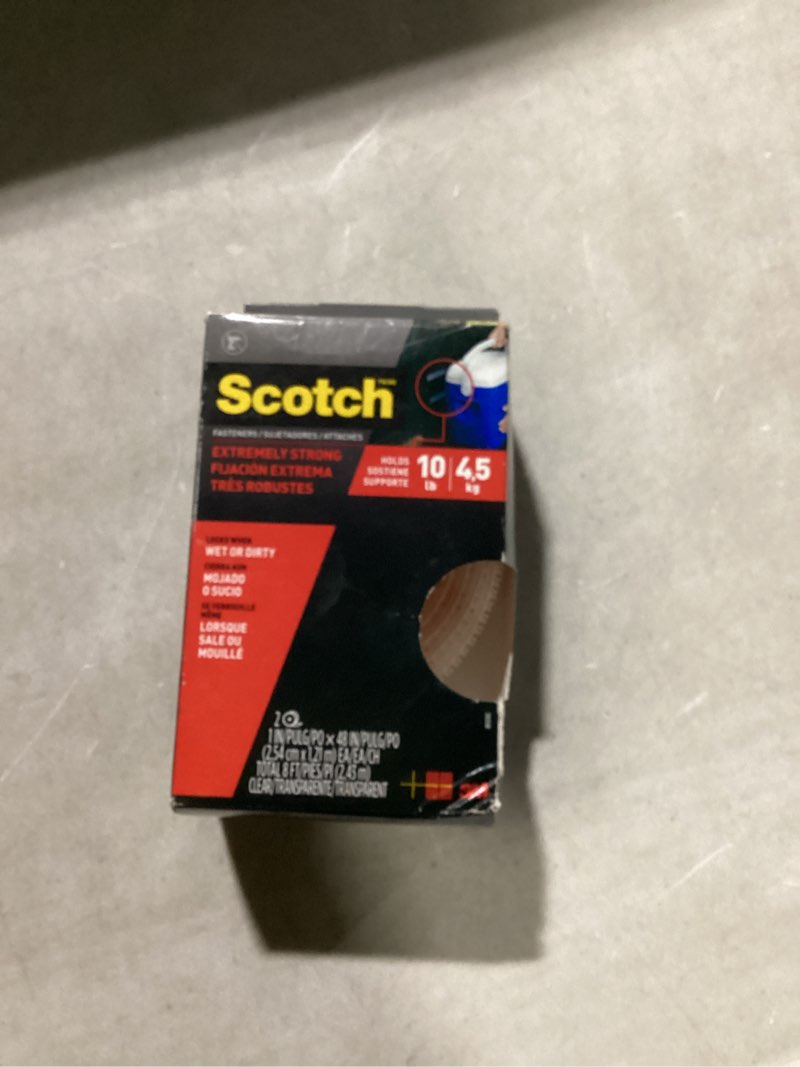 Scotch
FASTENERS / SUJETADORES / ATTACHES
EXTREMELY STRONG
FIJACIÓN EXTREMA
TRÈS ROBUSTES
HOLDS
SOSTIENE
SUPPORTE
10 lb
4,5 kg
LOCKS WHEN
WET OR DIRTY
CIERRA AUN
MOJADO
O SUCIO
SE VERROUILLE
MÊME
LORSQUE
SALE OU
MOUILLÉ
2
1 IN/PULG/PO x 48 IN/PULG/PO
(2,54 cm x 1,21 m) EA/EA/CH
TOTAL 8 FT/PIES/PI (2,43 m)
CLEAR/TRANSPARENTE/TRANSPARENT
3M